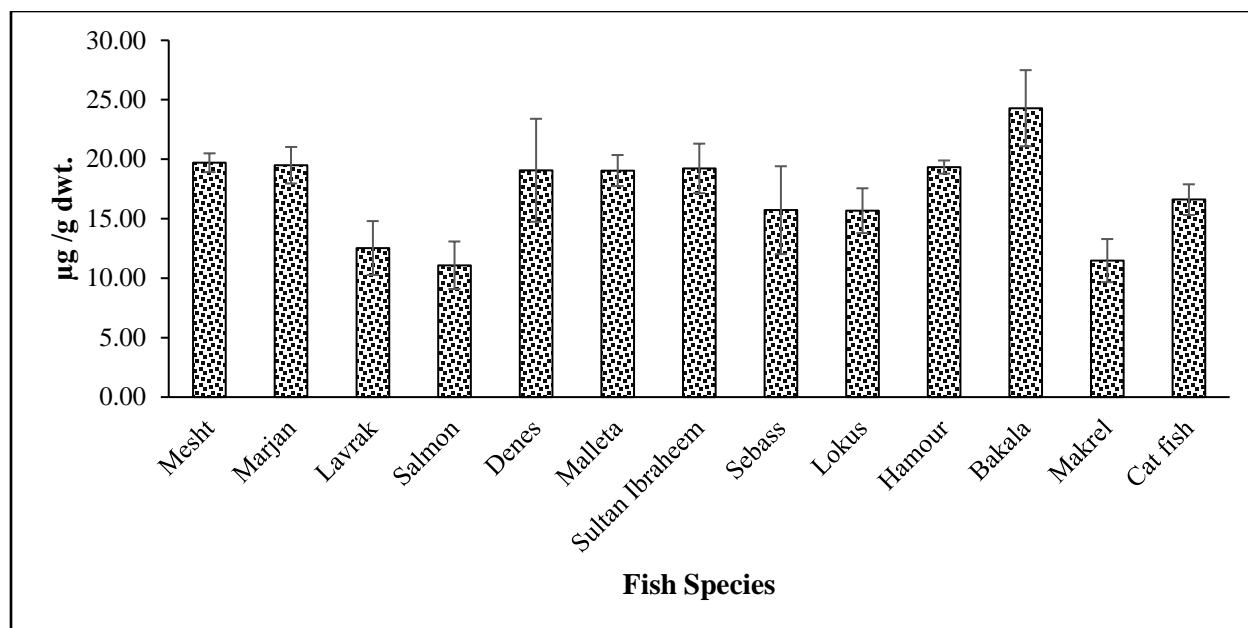 30.00
25.00
20.00
15.00
10.00
5.00
0.00
µg /g dwt.
Mesht
Marjan
Lavrak
Salmon
Denes
Malleta
Sultan Ibraheem
Sebass
Lokus
Hamour
Bakala
Makrel
Cat fish
Fish Species